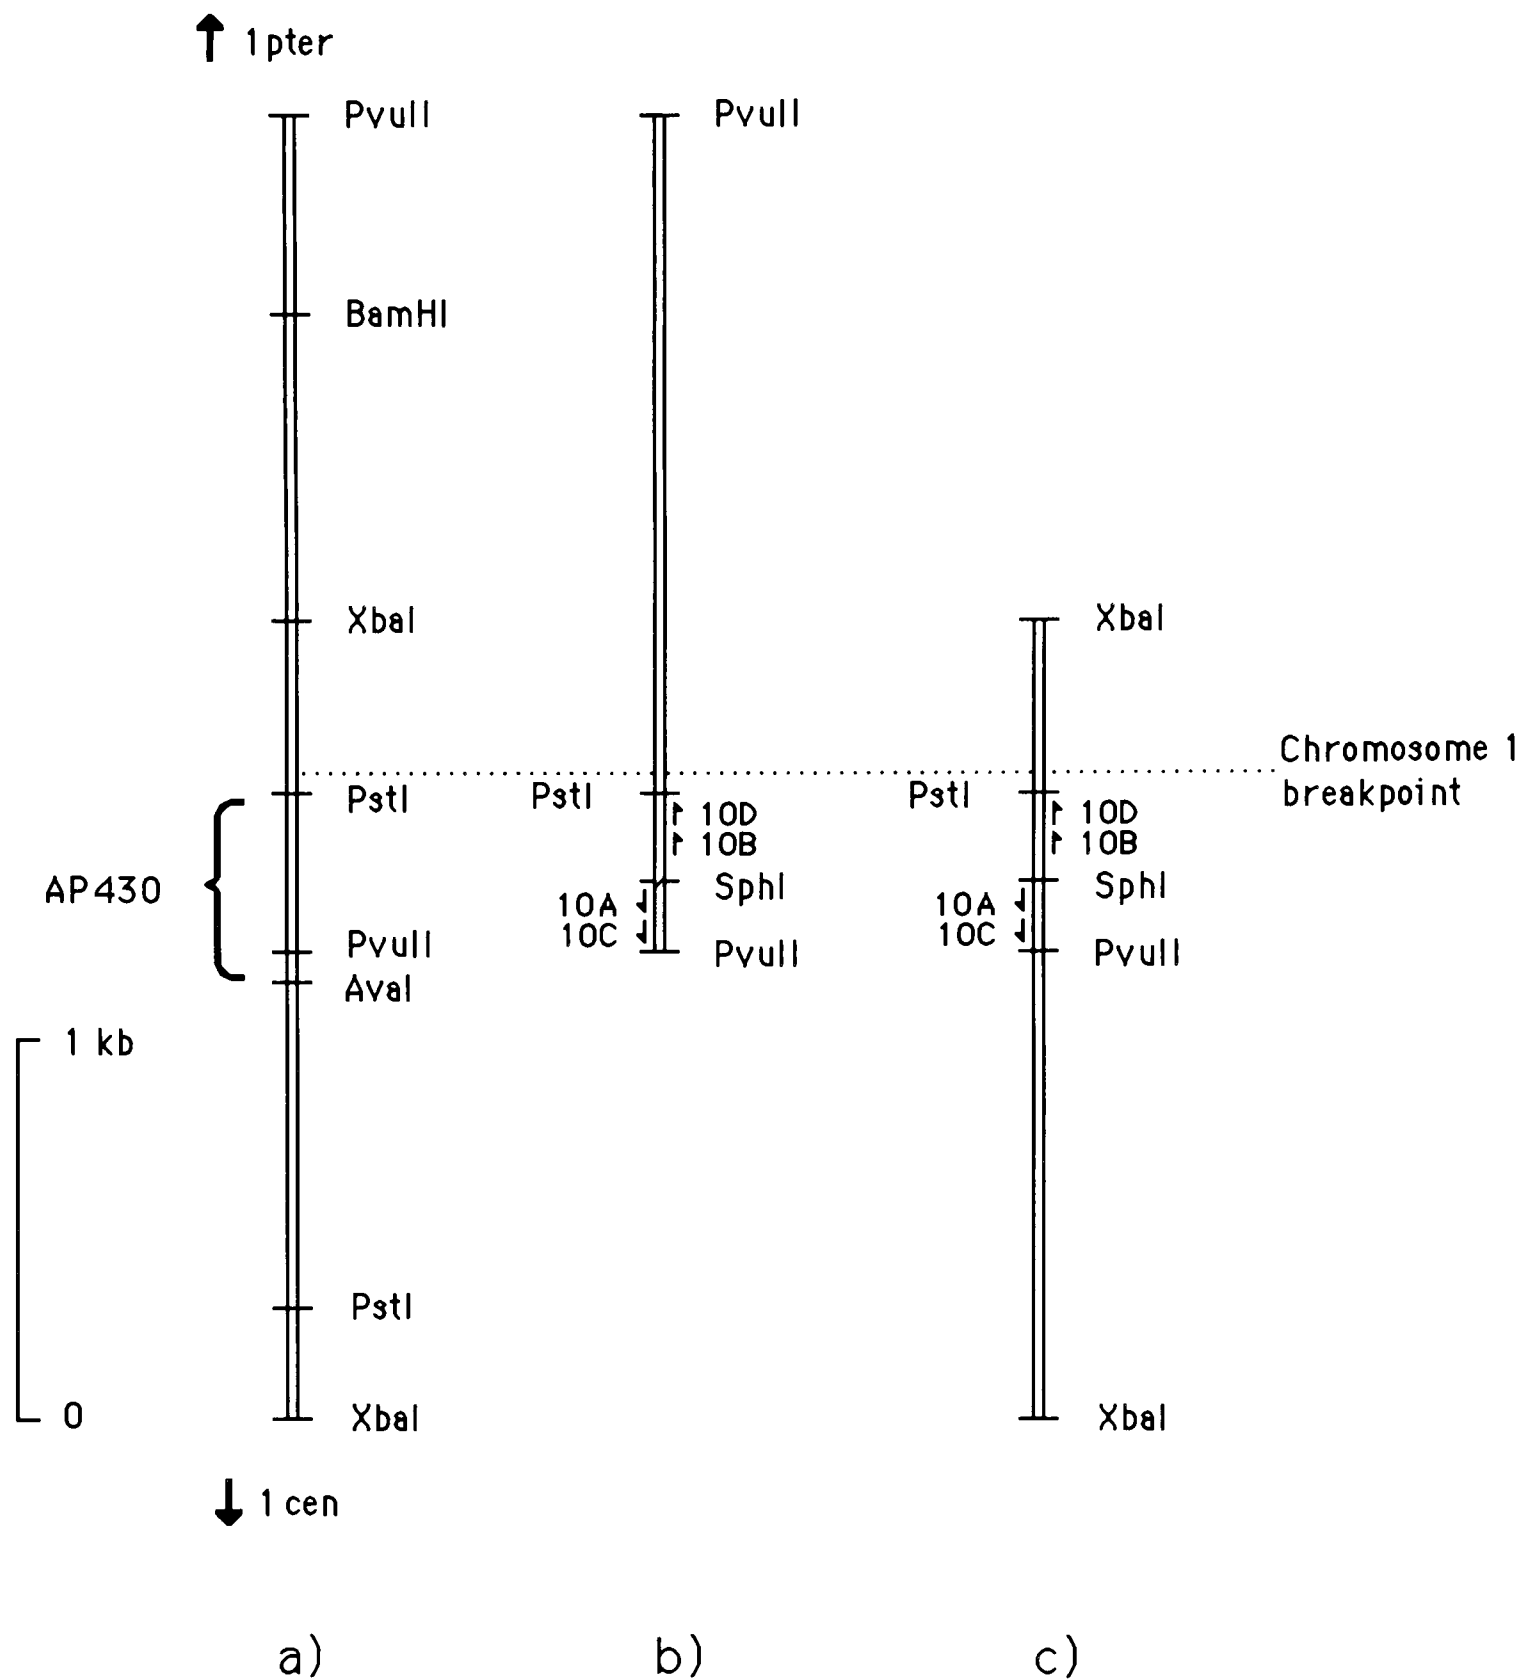 1pter
PvuII
BamHI
XbaI
PstI
AP430
PvuII
AvaI
1 kb
PstI
0
XbaI
1 cen
a)
PvuII
PstI
10D
10B
SphI
10A
10C
PvuII
b)
XbaI
PstI
10D
10B
SphI
10A
10C
PvuII
XbaI
c)
Chromosome 1
breakpoint